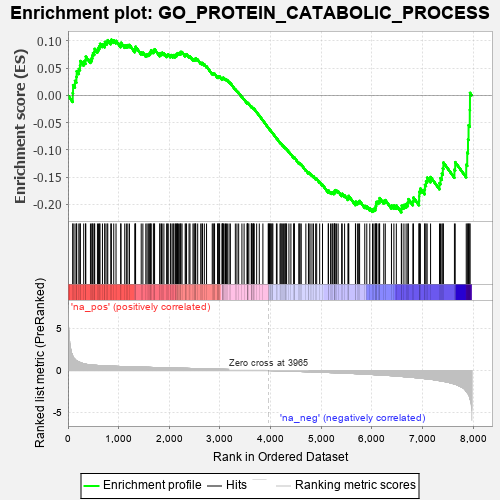 Enrichment plot: GO_PROTEIN_CATABOLIC_PROCESS
Enrichment score (ES)
0.10
0.05
0.00
-0.05
-0.10
-0.15
-0.20
'na_pos' (positively correlated)
Ranked list metric (PreRanked)
5
0
-5
Zero cross at 3965
'na_neg' (negatively correlated)
0 1,000 2,000 3,000 4,000 5,000 6,000 7,000 8,000
Rank in Ordered Dataset
Enrichment profile Hits Ranking metric scores